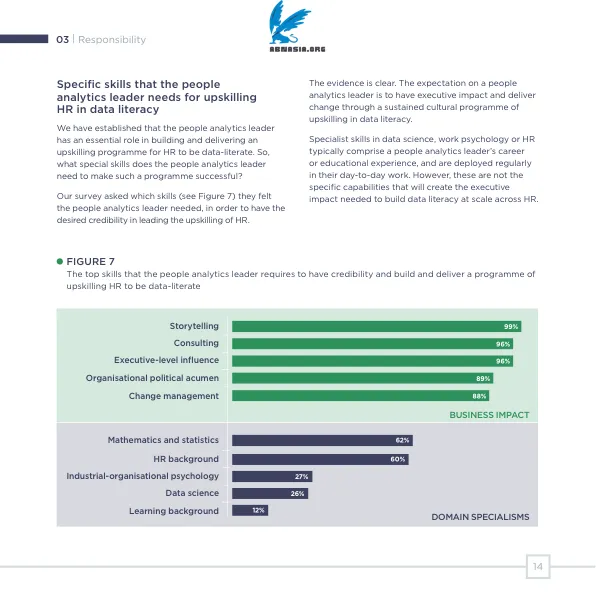 03 | Responsibility
ABNASIA.ORG
Specific skills that the people
analytics leader needs for upskilling
HR in data literacy
We have established that the people analytics leader
has an essential role in building and delivering an
upskilling programme for HR to be data-literate. So,
what special skills does the people analytics leader
need to make such a programme successful?
Our survey asked which skills (see Figure 7) they felt
the people analytics leader needed, in order to have the
desired credibility in leading the upskilling of HR.
The evidence is clear. The expectation on a people
analytics leader is to have executive impact and deliver
change through a sustained cultural programme of
upskilling in data literacy.
Specialist skills in data science, work psychology or HR
typically comprise a people analytics leader's career
or educational experience, and are deployed regularly
in their day-to-day work. However, these are not the
specific capabilities that will create the executive
impact needed to build data literacy at scale across HR.
FIGURE 7
The top skills that the people analytics leader requires to have credibility and build and deliver a programme of
upskilling HR to be data-literate
Storytelling 99%
Consulting 96%
Executive-level influence 96%
Organisational political acumen 89%
Change management 88%
BUSINESS IMPACT
Mathematics and statistics 62%
HR background 60%
Industrial-organisational psychology 27%
Data science 26%
Learning background 12%
DOMAIN SPECIALISMS
14